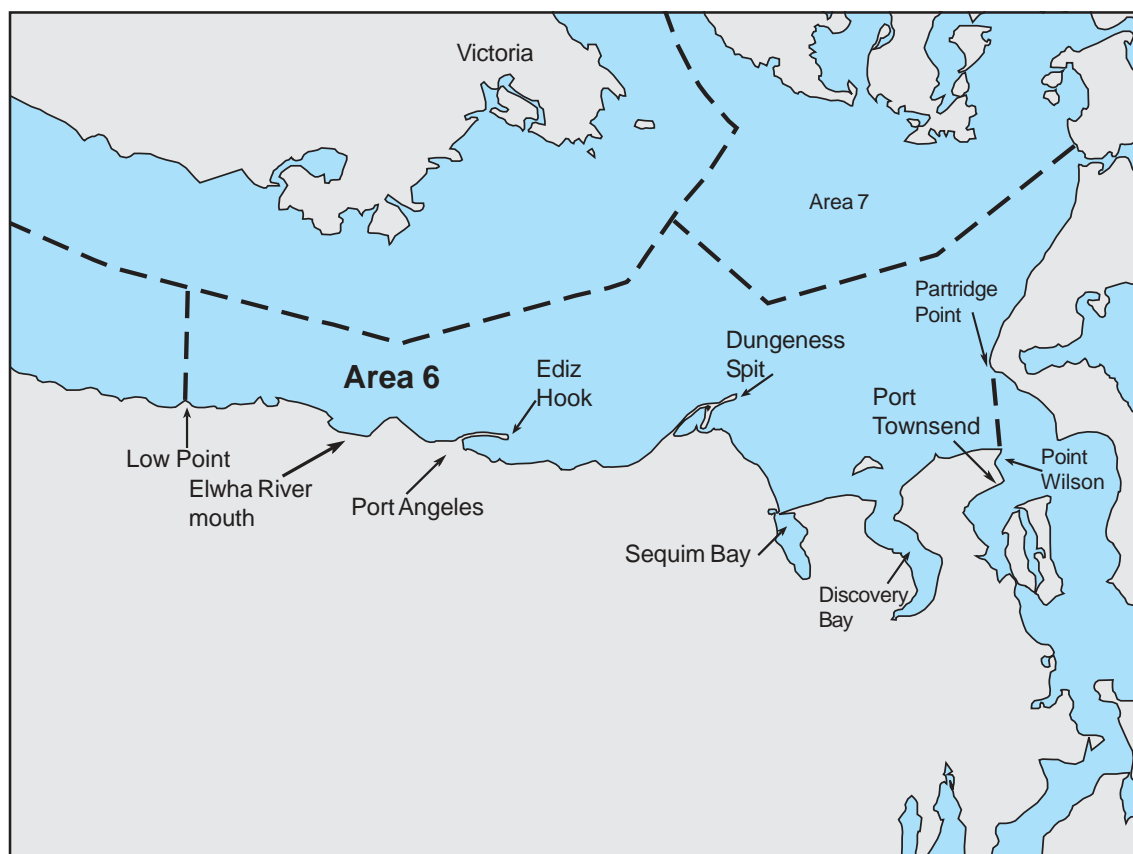 Victoria
Area 7
Partridge
Point
Dungeness
Spit
Area 6
Ediz
Hook
Port
Townsend
Low Point
Elwha River
mouth
Port Angeles
Point
Wilson
Sequim Bay
Discovery
Bay